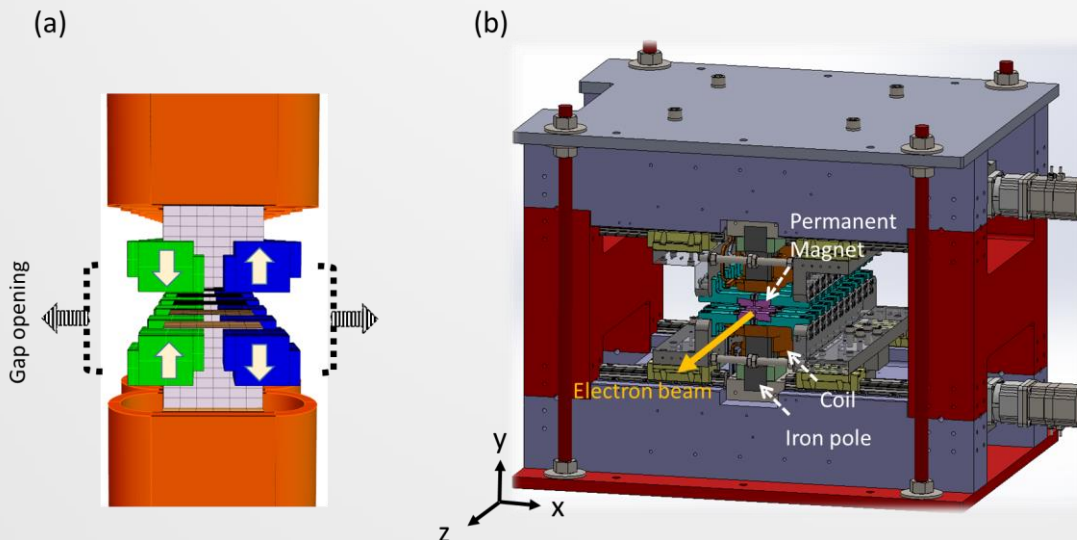 (a)
Gap opening
(b)
Permanent
Magnet
Electron beam
Coil
Iron pole
y
x
z